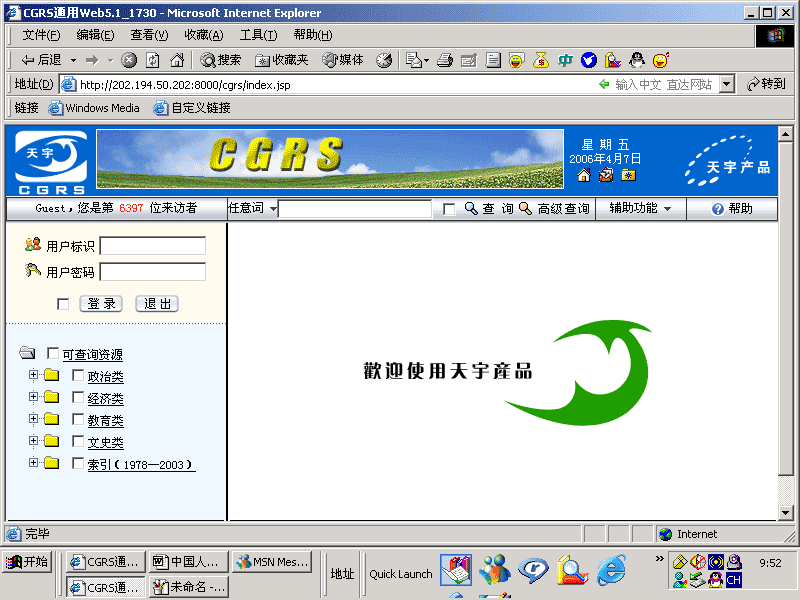 CGRS通用Web5.1_1730 - Microsoft Internet Explorer
文件(F) 编辑(E) 查看(V) 收藏(A) 工具(T) 帮助(H)
后退 搜索 收藏夹 媒体
地址(D) http://202.194.50.202:8000/cgrs/index.jsp 输入中文 直达网站 转到
链接 Windows Media 自定义链接
天宇 CGRS
CGRS
星期五
2006年4月7日
天宇产品
Guest，您是第 6397 位来访者 任意词 查 询 高级查询 辅助功能 帮助
用户标识
用户密码
登 录 退 出
可查询资源
政治类
经济类
教育类
文史类
索引（1978—2003）
歡迎使用天宇産品
完毕 Internet
开始 CGRS通... 中国人... MSN Mes... 地址 Quick Launch » 9:52
CGRS通... 未命名 -... CH